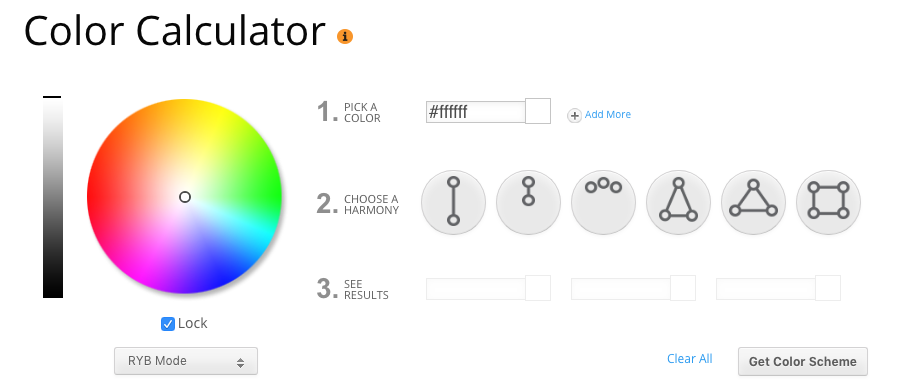 Color Calculator
1. PICK A
COLOR
#ffffff
Add More
2. CHOOSE A
HARMONY
3. SEE
RESULTS
Lock
RYB Mode
Clear All
Get Color Scheme